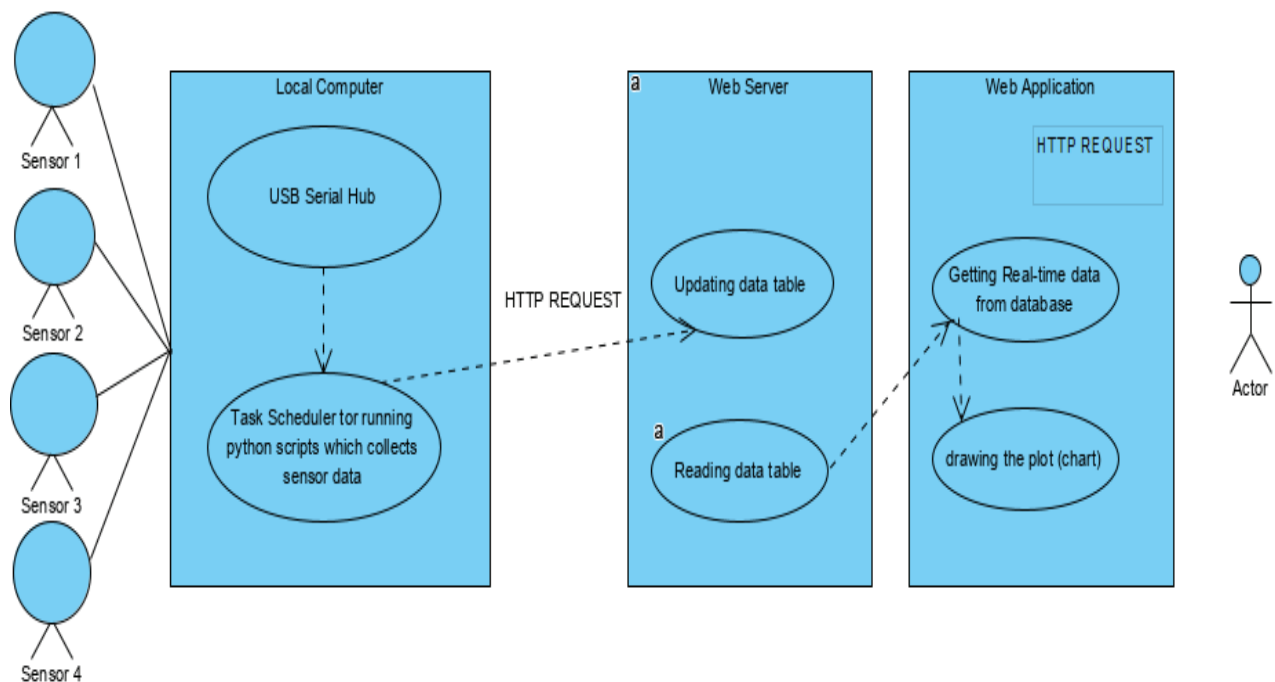 Sensor 1
Sensor 2
Sensor 3
Sensor 4
Local Computer
USB Serial Hub
Task Scheduler tor running
python scripts which collects
sensor data
HTTP REQUEST
a
Web Server
Updating data table
a
Reading data table
Web Application
HTTP REQUEST
Getting Real-time data
from database
drawing the plot (chart)
Actor